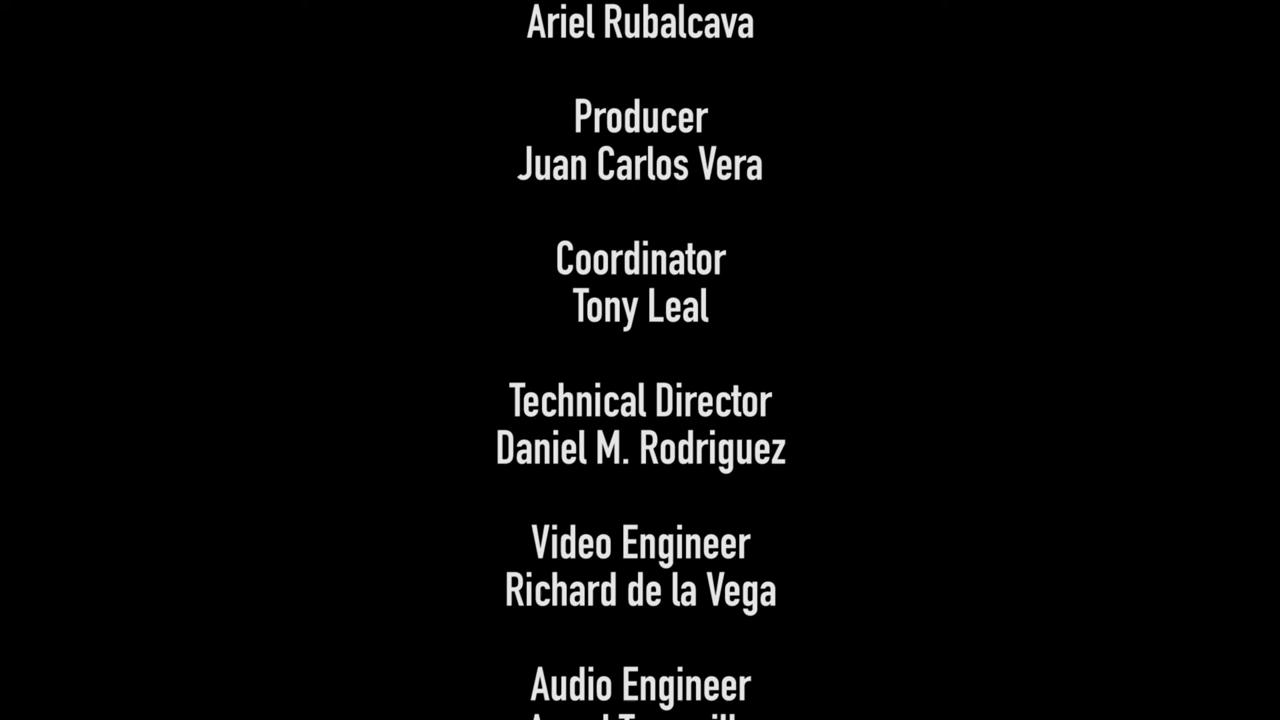 Ariel Rubalcava
Producer
Juan Carlos Vera
Coordinator
Tony Leal
Technical Director
Daniel M. Rodriguez
Video Engineer
Richard de la Vega
Audio Engineer